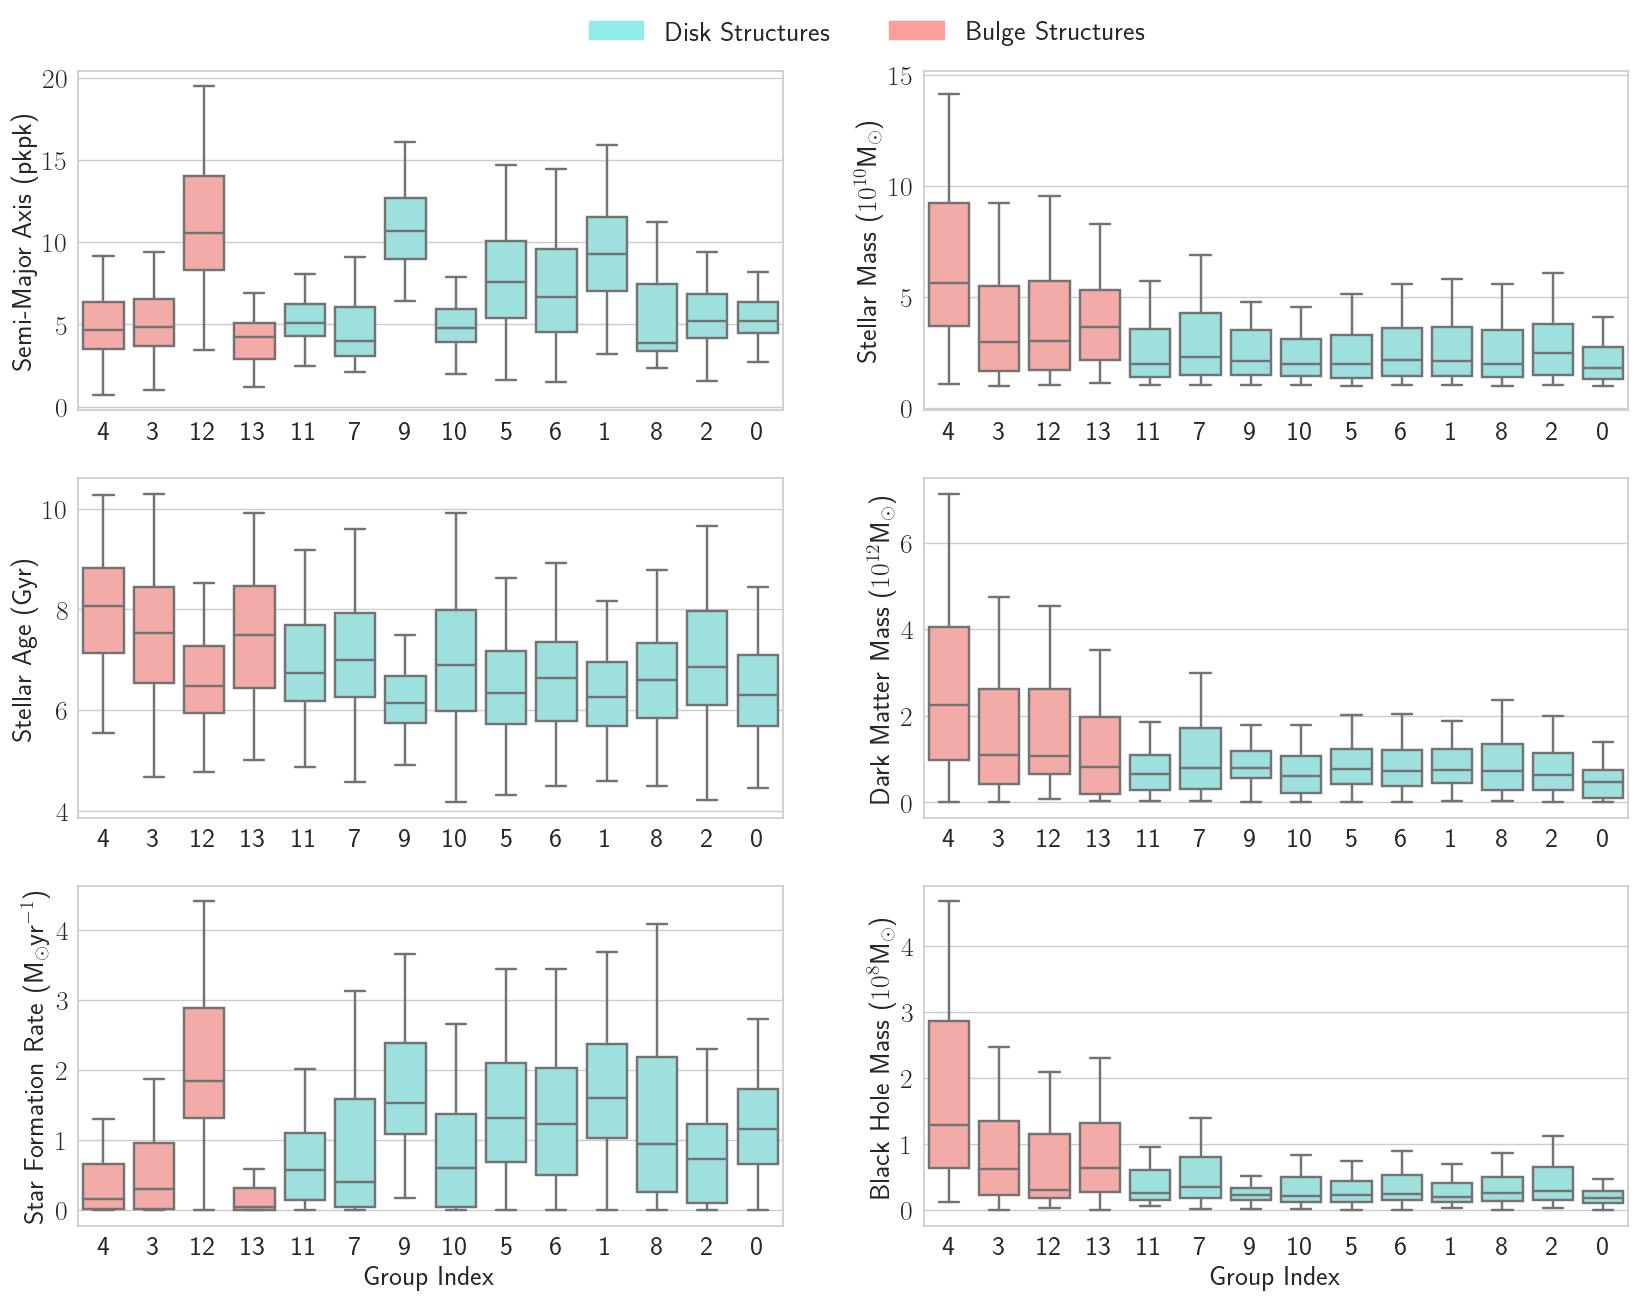 Disk Structures Bulge Structures
Semi-Major Axis (pkpk)
20
15
10
5
0
4 3 12 13 11 7 9 10 5 6 1 8 2 0
Stellar Mass (10¹⁰M☉)
15
10
5
0
4 3 12 13 11 7 9 10 5 6 1 8 2 0
Stellar Age (Gyr)
10
8
6
4
4 3 12 13 11 7 9 10 5 6 1 8 2 0
Dark Matter Mass (10¹²M☉)
6
4
2
0
4 3 12 13 11 7 9 10 5 6 1 8 2 0
Star Formation Rate (M☉yr⁻¹)
4
3
2
1
0
4 3 12 13 11 7 9 10 5 6 1 8 2 0
Group Index
Black Hole Mass (10⁸M☉)
4
3
2
1
0
4 3 12 13 11 7 9 10 5 6 1 8 2 0
Group Index